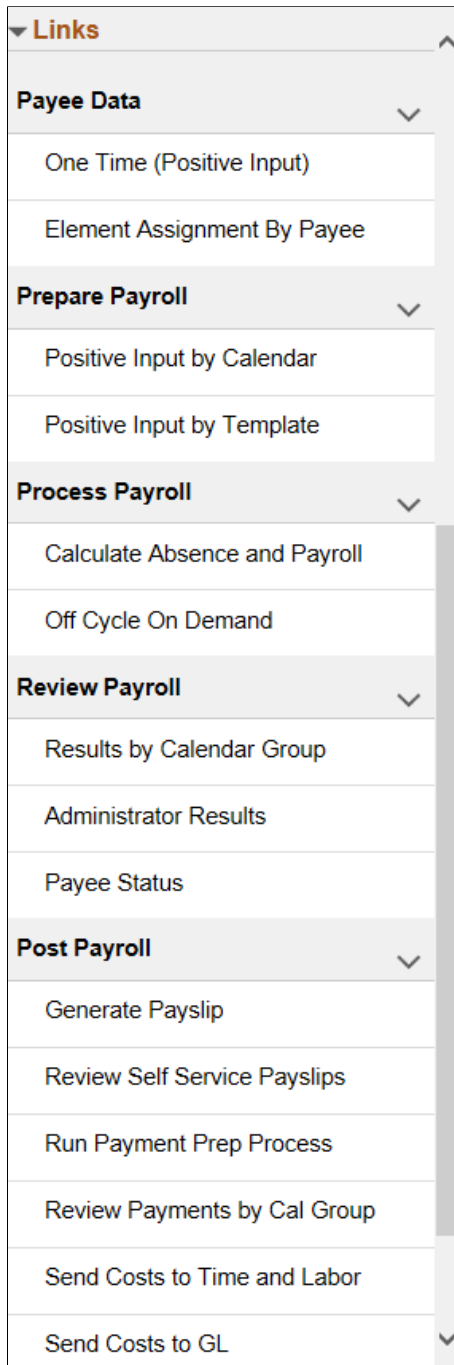 Links
Payee Data
One Time (Positive Input)
Element Assignment By Payee
Prepare Payroll
Positive Input by Calendar
Positive Input by Template
Process Payroll
Calculate Absence and Payroll
Off Cycle On Demand
Review Payroll
Results by Calendar Group
Administrator Results
Payee Status
Post Payroll
Generate Payslip
Review Self Service Payslips
Run Payment Prep Process
Review Payments by Cal Group
Send Costs to Time and Labor
Send Costs to GL